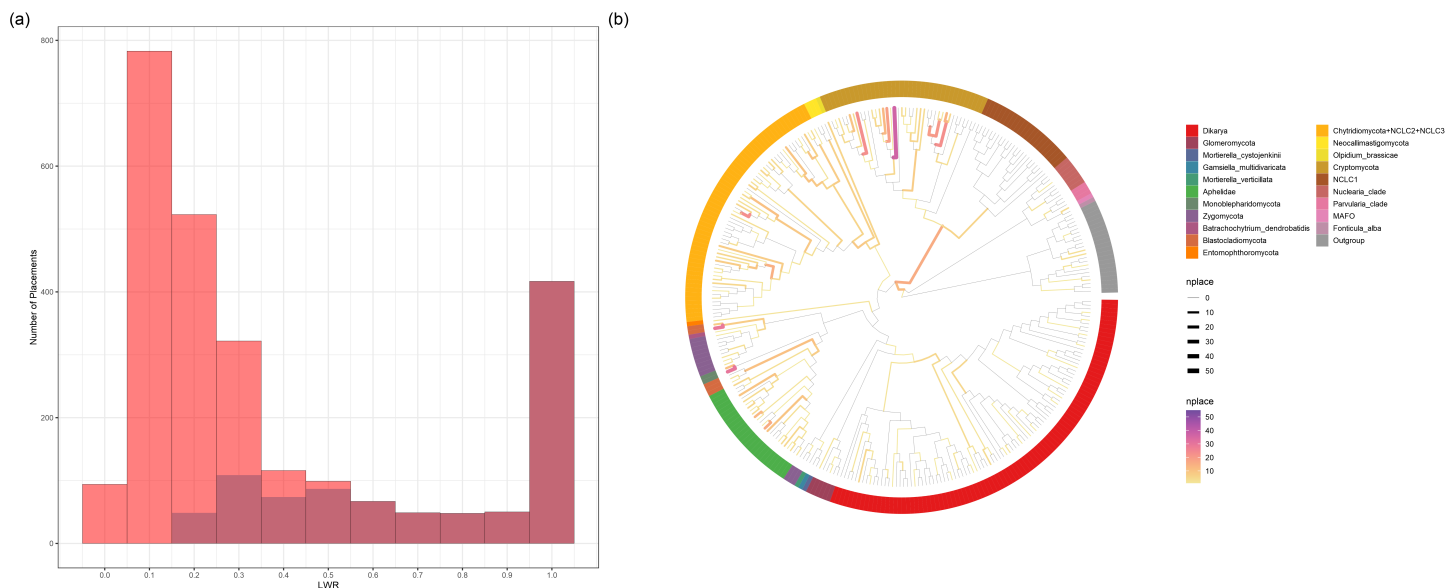 (a)
(b)
800
600
400
200
0
Number of Placements
0.0
0.1
0.2
0.3
0.4
0.5
0.6
0.7
0.8
0.9
1.0
LWR
Dikarya
Glomeromycota
Mortierella_cystojenkinii
Gamsiella_multidivaricata
Mortierella_verticillata
Aphelidae
Monoblepharidomycota
Zygomycota
Batrachochytrium_dendrobatidis
Blastocladiomycota
Entomophthoromycota
Chytridiomycota+NCLC2+NCLC3
Neocallimastigomycota
Olpidium_brassicae
Cryptomycota
NCLC1
Nuclearia_clade
Parvularia_clade
MAFO
Fonticula_alba
Outgroup
nplace
0
10
20
30
40
50
nplace
50
40
30
20
10